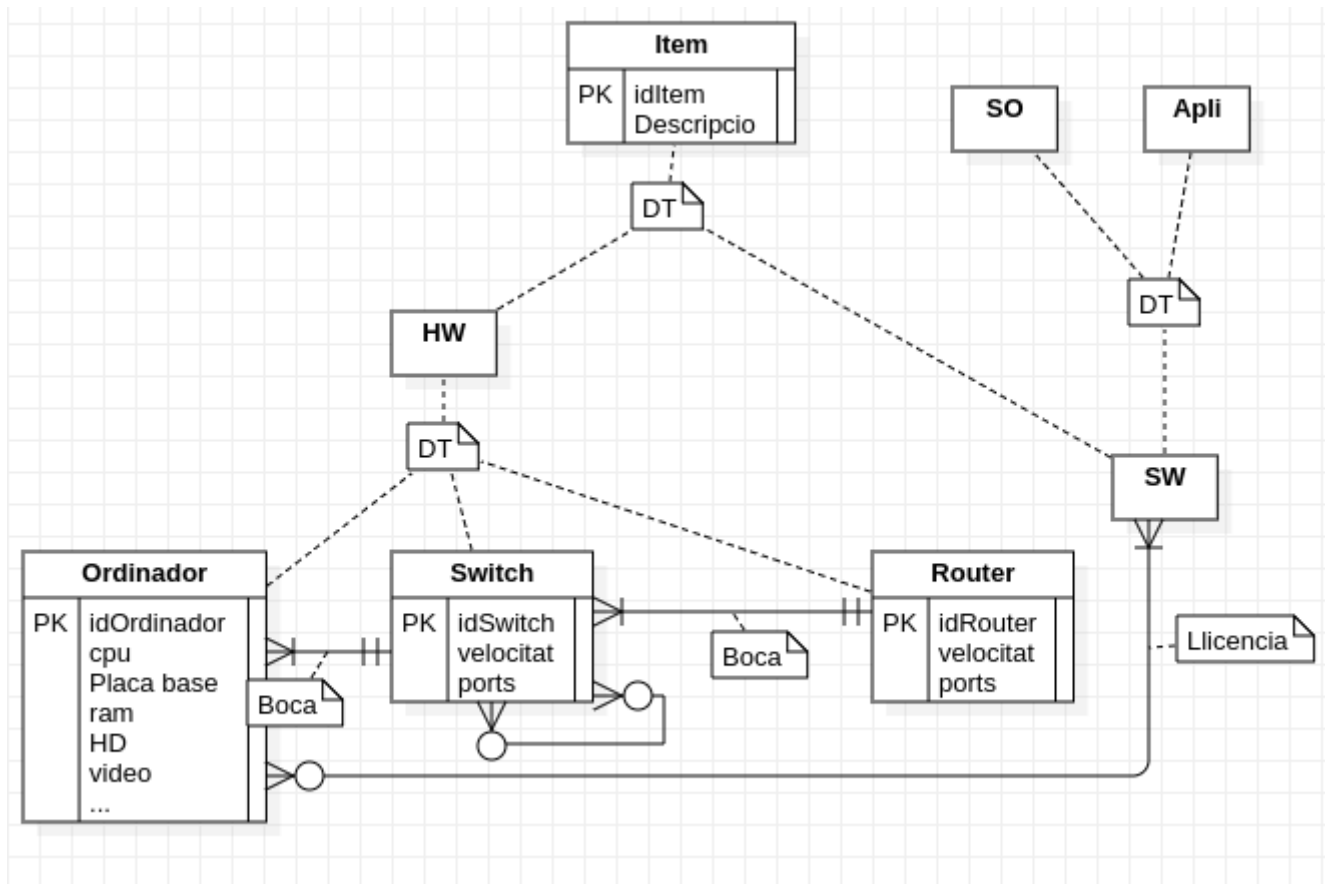 Item
PK idItem
Descripcio
SO
Apli
DT
DT
HW
DT
SW
Ordinador
PK idOrdinador
cpu
Placa base
ram
HD
video
...
Boca
Switch
PK idSwitch
velocitat
ports
Boca
Router
PK idRouter
velocitat
ports
Llicencia